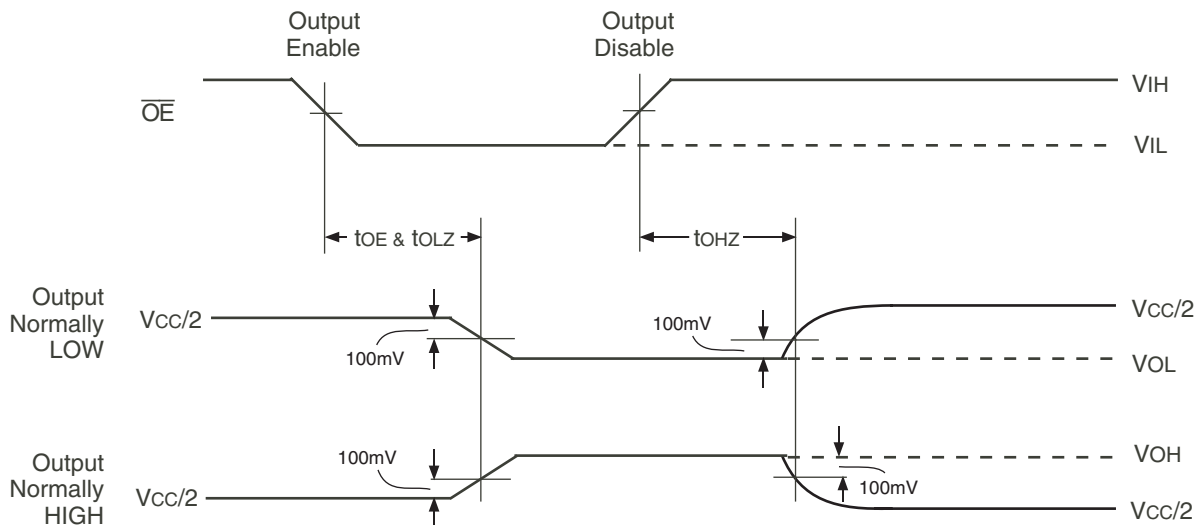 Output
Enable
Output
Disable
OE
VIH
VIL
tOE & tOLZ
tOHZ
Output
Normally
LOW
VCC/2
100mV
100mV
VCC/2
VOL
Output
Normally
HIGH
VCC/2
100mV
100mV
VOH
VCC/2